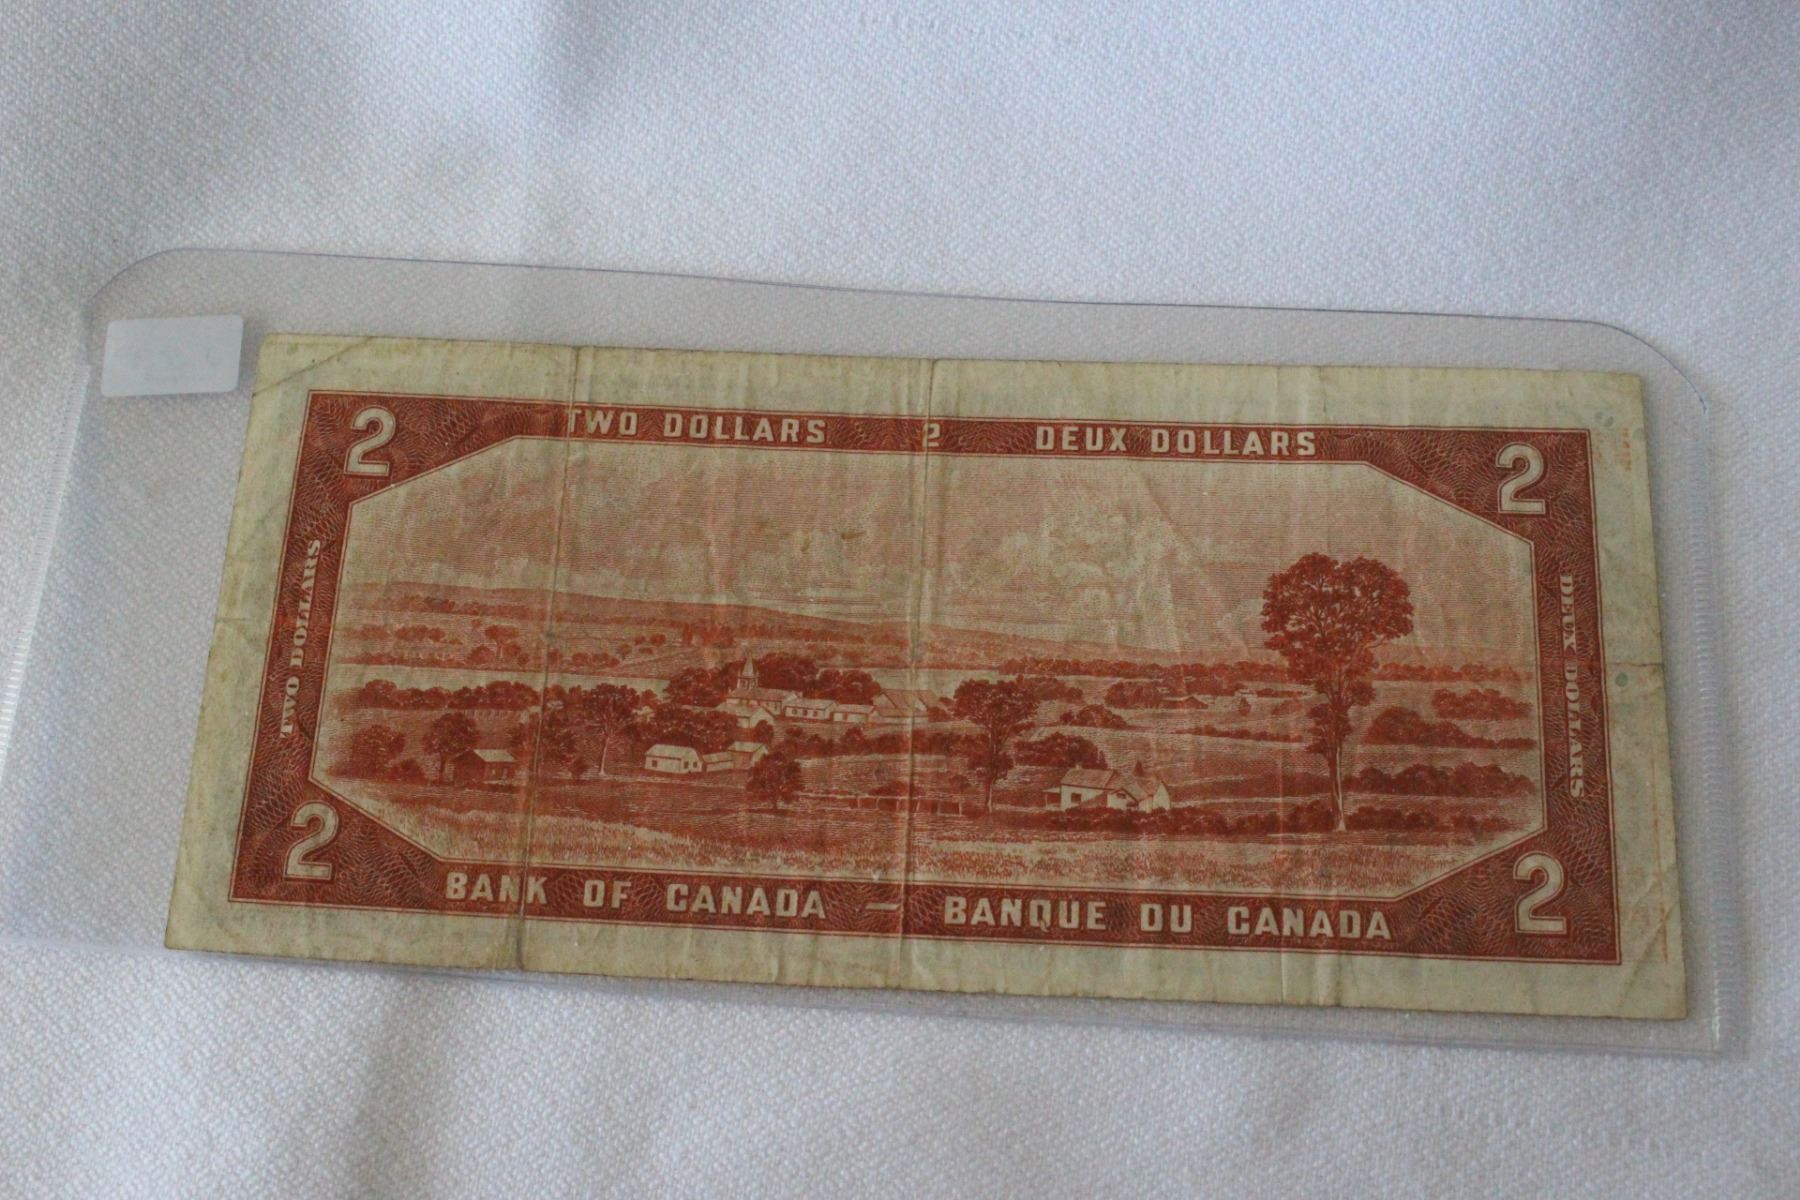 2 TWO DOLLARS 2 DEUX DOLLARS 2
TWO DOLLARS
DEUX DOLLARS
2 BANK OF CANADA — BANQUE DU CANADA 2